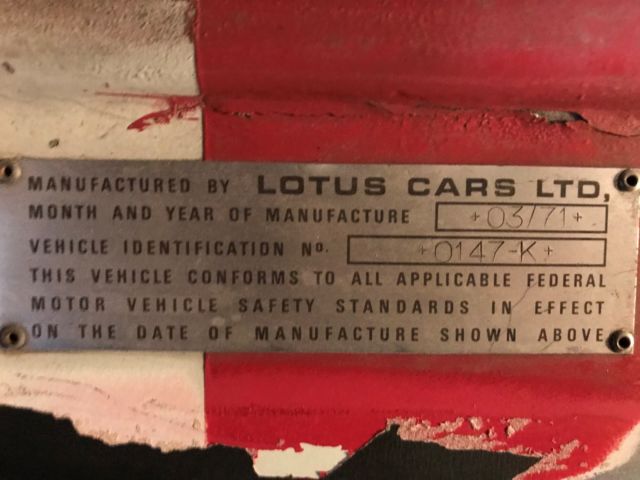 MANUFACTURED BY LOTUS CARS LTD,
MONTH AND YEAR OF MANUFACTURE +03/71+
VEHICLE IDENTIFICATION No. +0147-K+
THIS VEHICLE CONFORMS TO ALL APPLICABLE FEDERAL
MOTOR VEHICLE SAFETY STANDARDS IN EFFECT
ON THE DATE OF MANUFACTURE SHOWN ABOVE